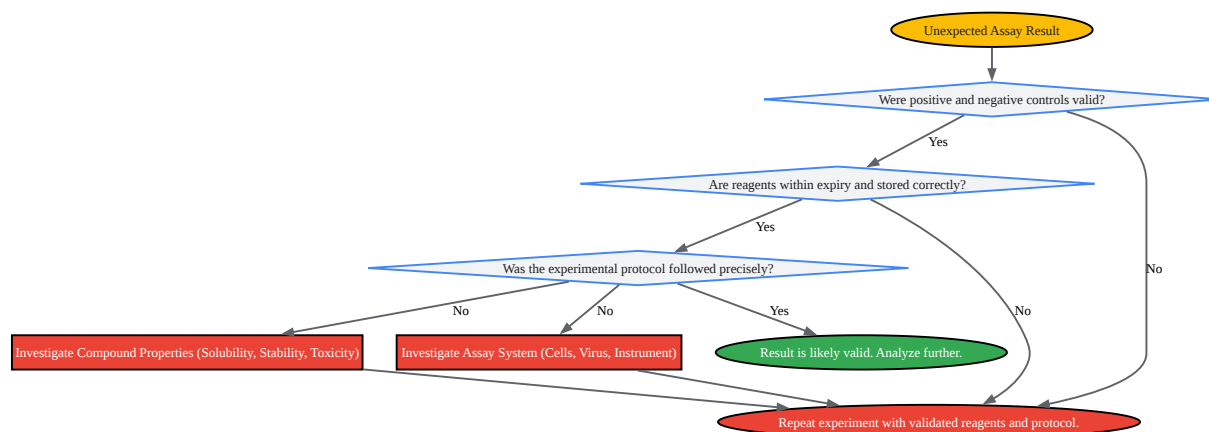 Unexpected Assay Result
Were positive and negative controls valid?
Yes
Are reagents within expiry and stored correctly?
Yes
Was the experimental protocol followed precisely?
No
No
No
Yes
No
Investigate Compound Properties (Solubility, Stability, Toxicity)
Investigate Assay System (Cells, Virus, Instrument)
Result is likely valid. Analyze further.
Repeat experiment with validated reagents and protocol.